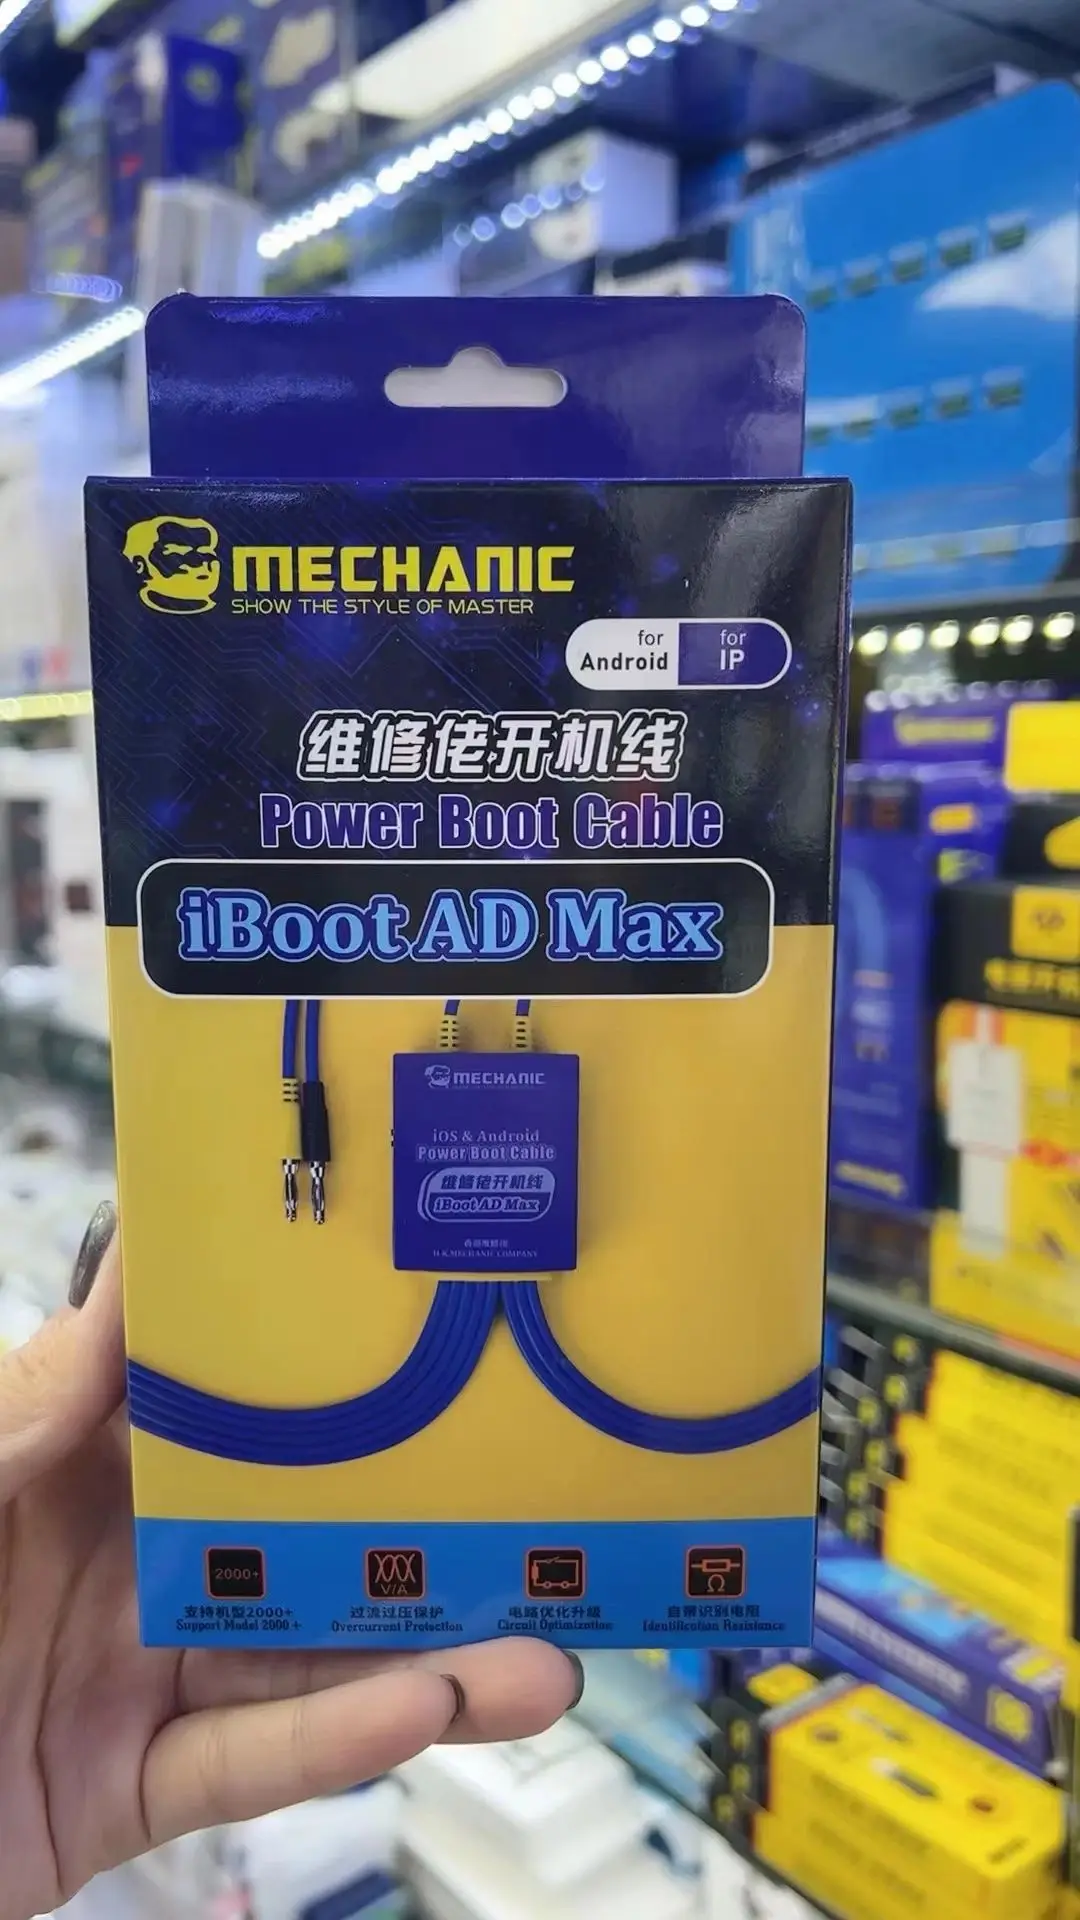 MECHANIC
SHOW THE STYLE OF MASTER
for Android
for IP
维修佬开机线
Power Boot Cable
iBoot AD Max
MECHANIC
iOS & Android
Power Boot Cable
维修佬开机线
iBoot AD Max
H.K.MECHANIC COMPANY
2000+
V/A
Ω
支持机型2000+
过流过压保护
电路优化升级
自带识别电阻
Support Model 2000 +
Overcurrent Protection
Circuit Optimization
Identification Resistance